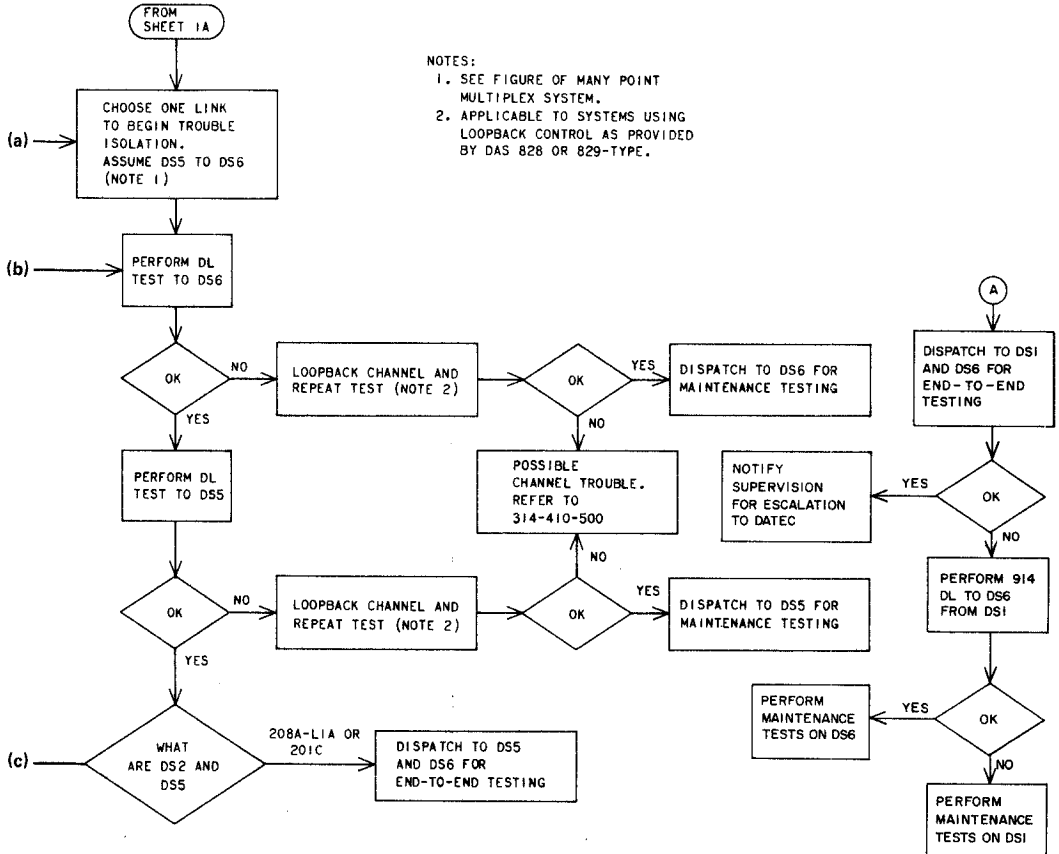 FROM
SHEET 1A
NOTES:
1. SEE FIGURE OF MANY POINT
MULTIPLEX SYSTEM.
2. APPLICABLE TO SYSTEMS USING
LOOPBACK CONTROL AS PROVIDED
BY DAS 828 OR 829-TYPE.
(a)
CHOOSE ONE LINK
TO BEGIN TROUBLE
ISOLATION.
ASSUME DS5 TO DS6
(NOTE 1)
(b)
PERFORM DL
TEST TO DS6
OK
NO
YES
LOOPBACK CHANNEL AND
REPEAT TEST (NOTE 2)
OK
YES
NO
DISPATCH TO DS6 FOR
MAINTENANCE TESTING
PERFORM DL
TEST TO DS5
POSSIBLE
CHANNEL TROUBLE.
REFER TO
314-410-500
NO
OK
NO
YES
LOOPBACK CHANNEL AND
REPEAT TEST (NOTE 2)
OK
YES
DISPATCH TO DS5 FOR
MAINTENANCE TESTING
(c)
WHAT
ARE DS2 AND
DS5
208A-L1A OR
201C
DISPATCH TO DS5
AND DS6 FOR
END-TO-END TESTING
A
DISPATCH TO DS1
AND DS6 FOR
END-TO-END
TESTING
OK
YES
NO
NOTIFY
SUPERVISION
FOR ESCALATION
TO DATEC
PERFORM 914
DL TO DS6
FROM DS1
OK
YES
NO
PERFORM
MAINTENANCE
TESTS ON DS6
PERFORM
MAINTENANCE
TESTS ON DS1